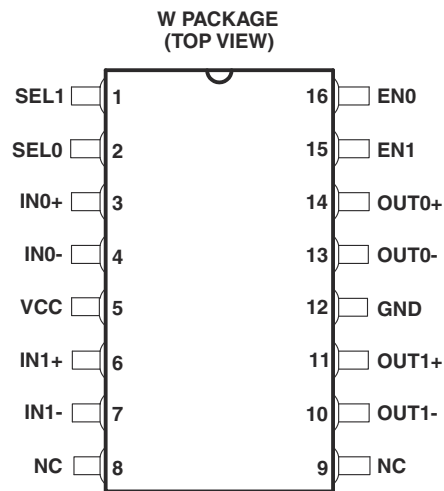 W PACKAGE
(TOP VIEW)
SEL1 1 16 EN0
SEL0 2 15 EN1
IN0+ 3 14 OUT0+
IN0- 4 13 OUT0-
VCC 5 12 GND
IN1+ 6 11 OUT1+
IN1- 7 10 OUT1-
NC 8 9 NC